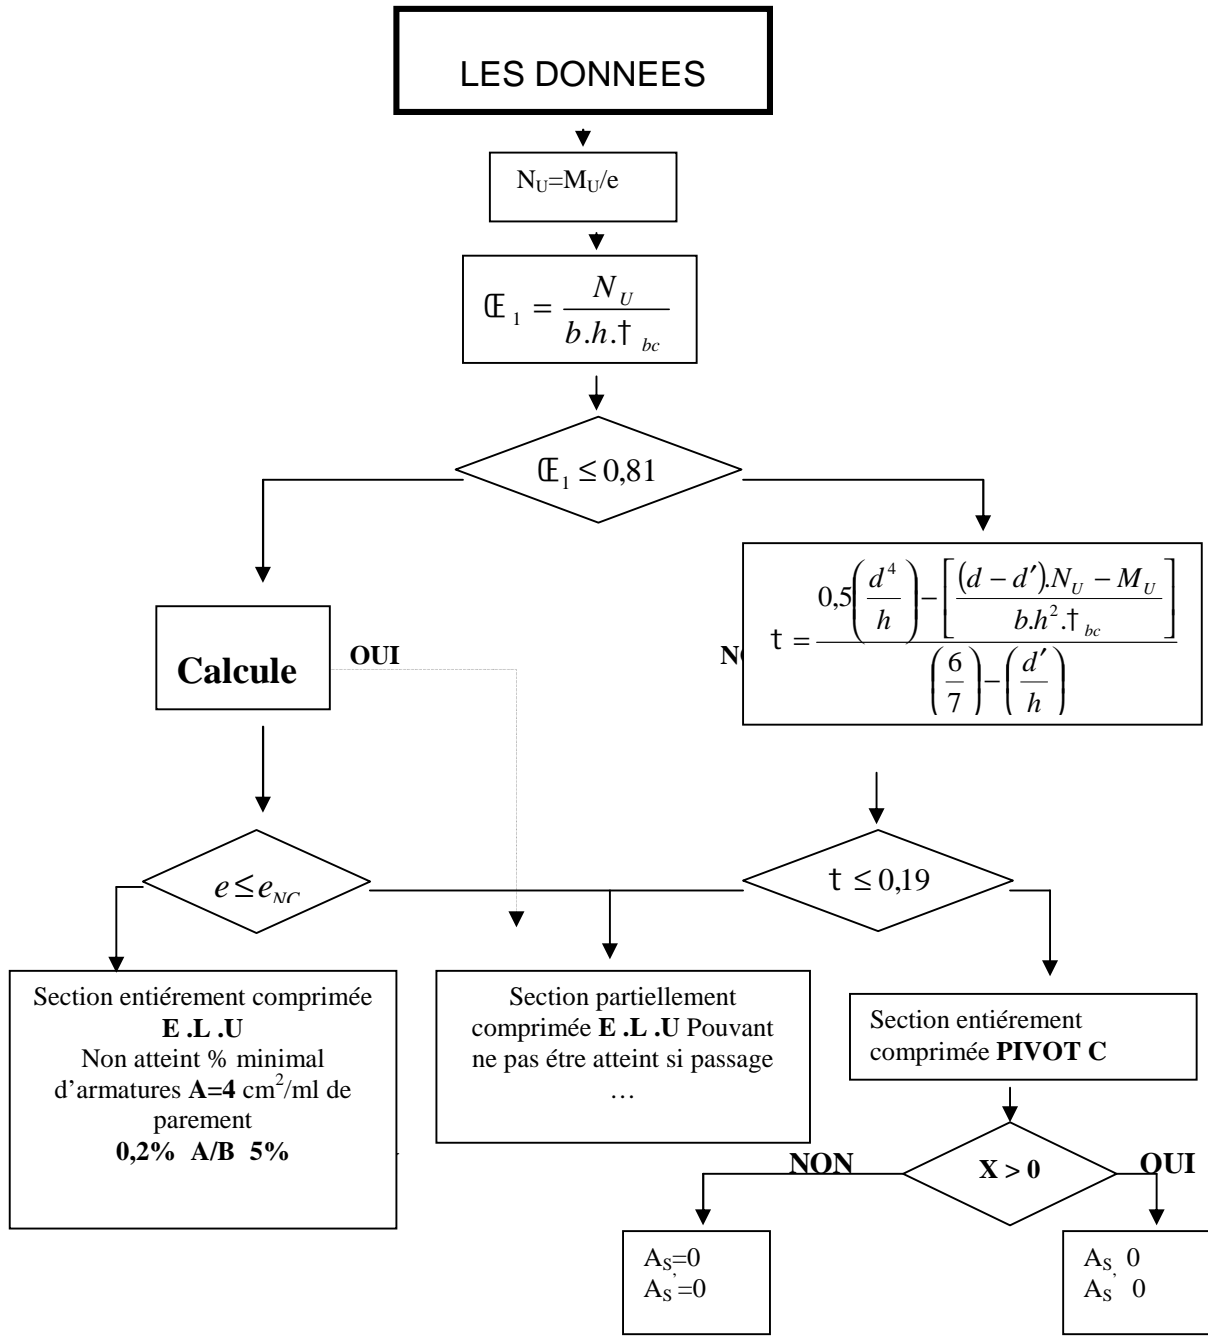 LES DONNEES
N_U=M_U/e
Œ_1 = N_U / b.h.†_bc
Œ_1 ≤ 0,81
t = 0,5(d^4/h) − [(d − d′).N_U − M_U / b.h^2.†_bc] / (6/7) − (d′/h)
Calcule
OUI
e ≤ e_NC
t ≤ 0,19
Section entiérement comprimée
E .L .U
Non atteint % minimal
d'armatures A=4 cm^2/ml de
parement
0,2% A/B 5%
Section partiellement
comprimée E .L .U Pouvant
ne pas étre atteint si passage
…
Section entiérement
comprimée PIVOT C
NON
X > 0
OUI
A_S=0
A_S'=0
A_S, 0
A_S' 0